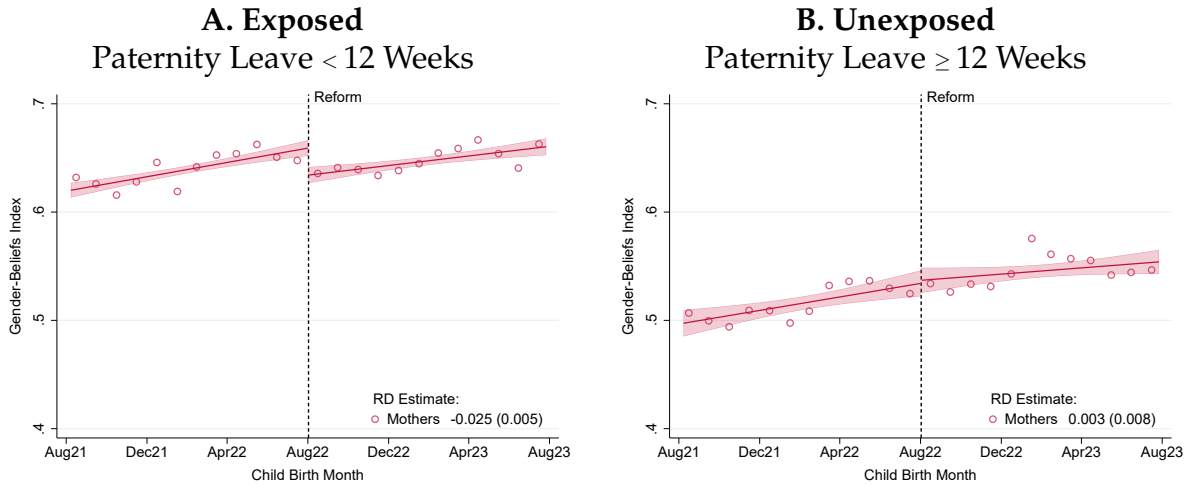 A. Exposed
Paternity Leave < 12 Weeks
Reform
.7
.6
.5
.4
Gender-Beliefs Index
RD Estimate:
Mothers -0.025 (0.005)
Aug21 Dec21 Apr22 Aug22 Dec22 Apr23 Aug23
Child Birth Month
B. Unexposed
Paternity Leave ≥ 12 Weeks
Reform
.7
.6
.5
.4
Gender-Beliefs Index
RD Estimate:
Mothers 0.003 (0.008)
Aug21 Dec21 Apr22 Aug22 Dec22 Apr23 Aug23
Child Birth Month